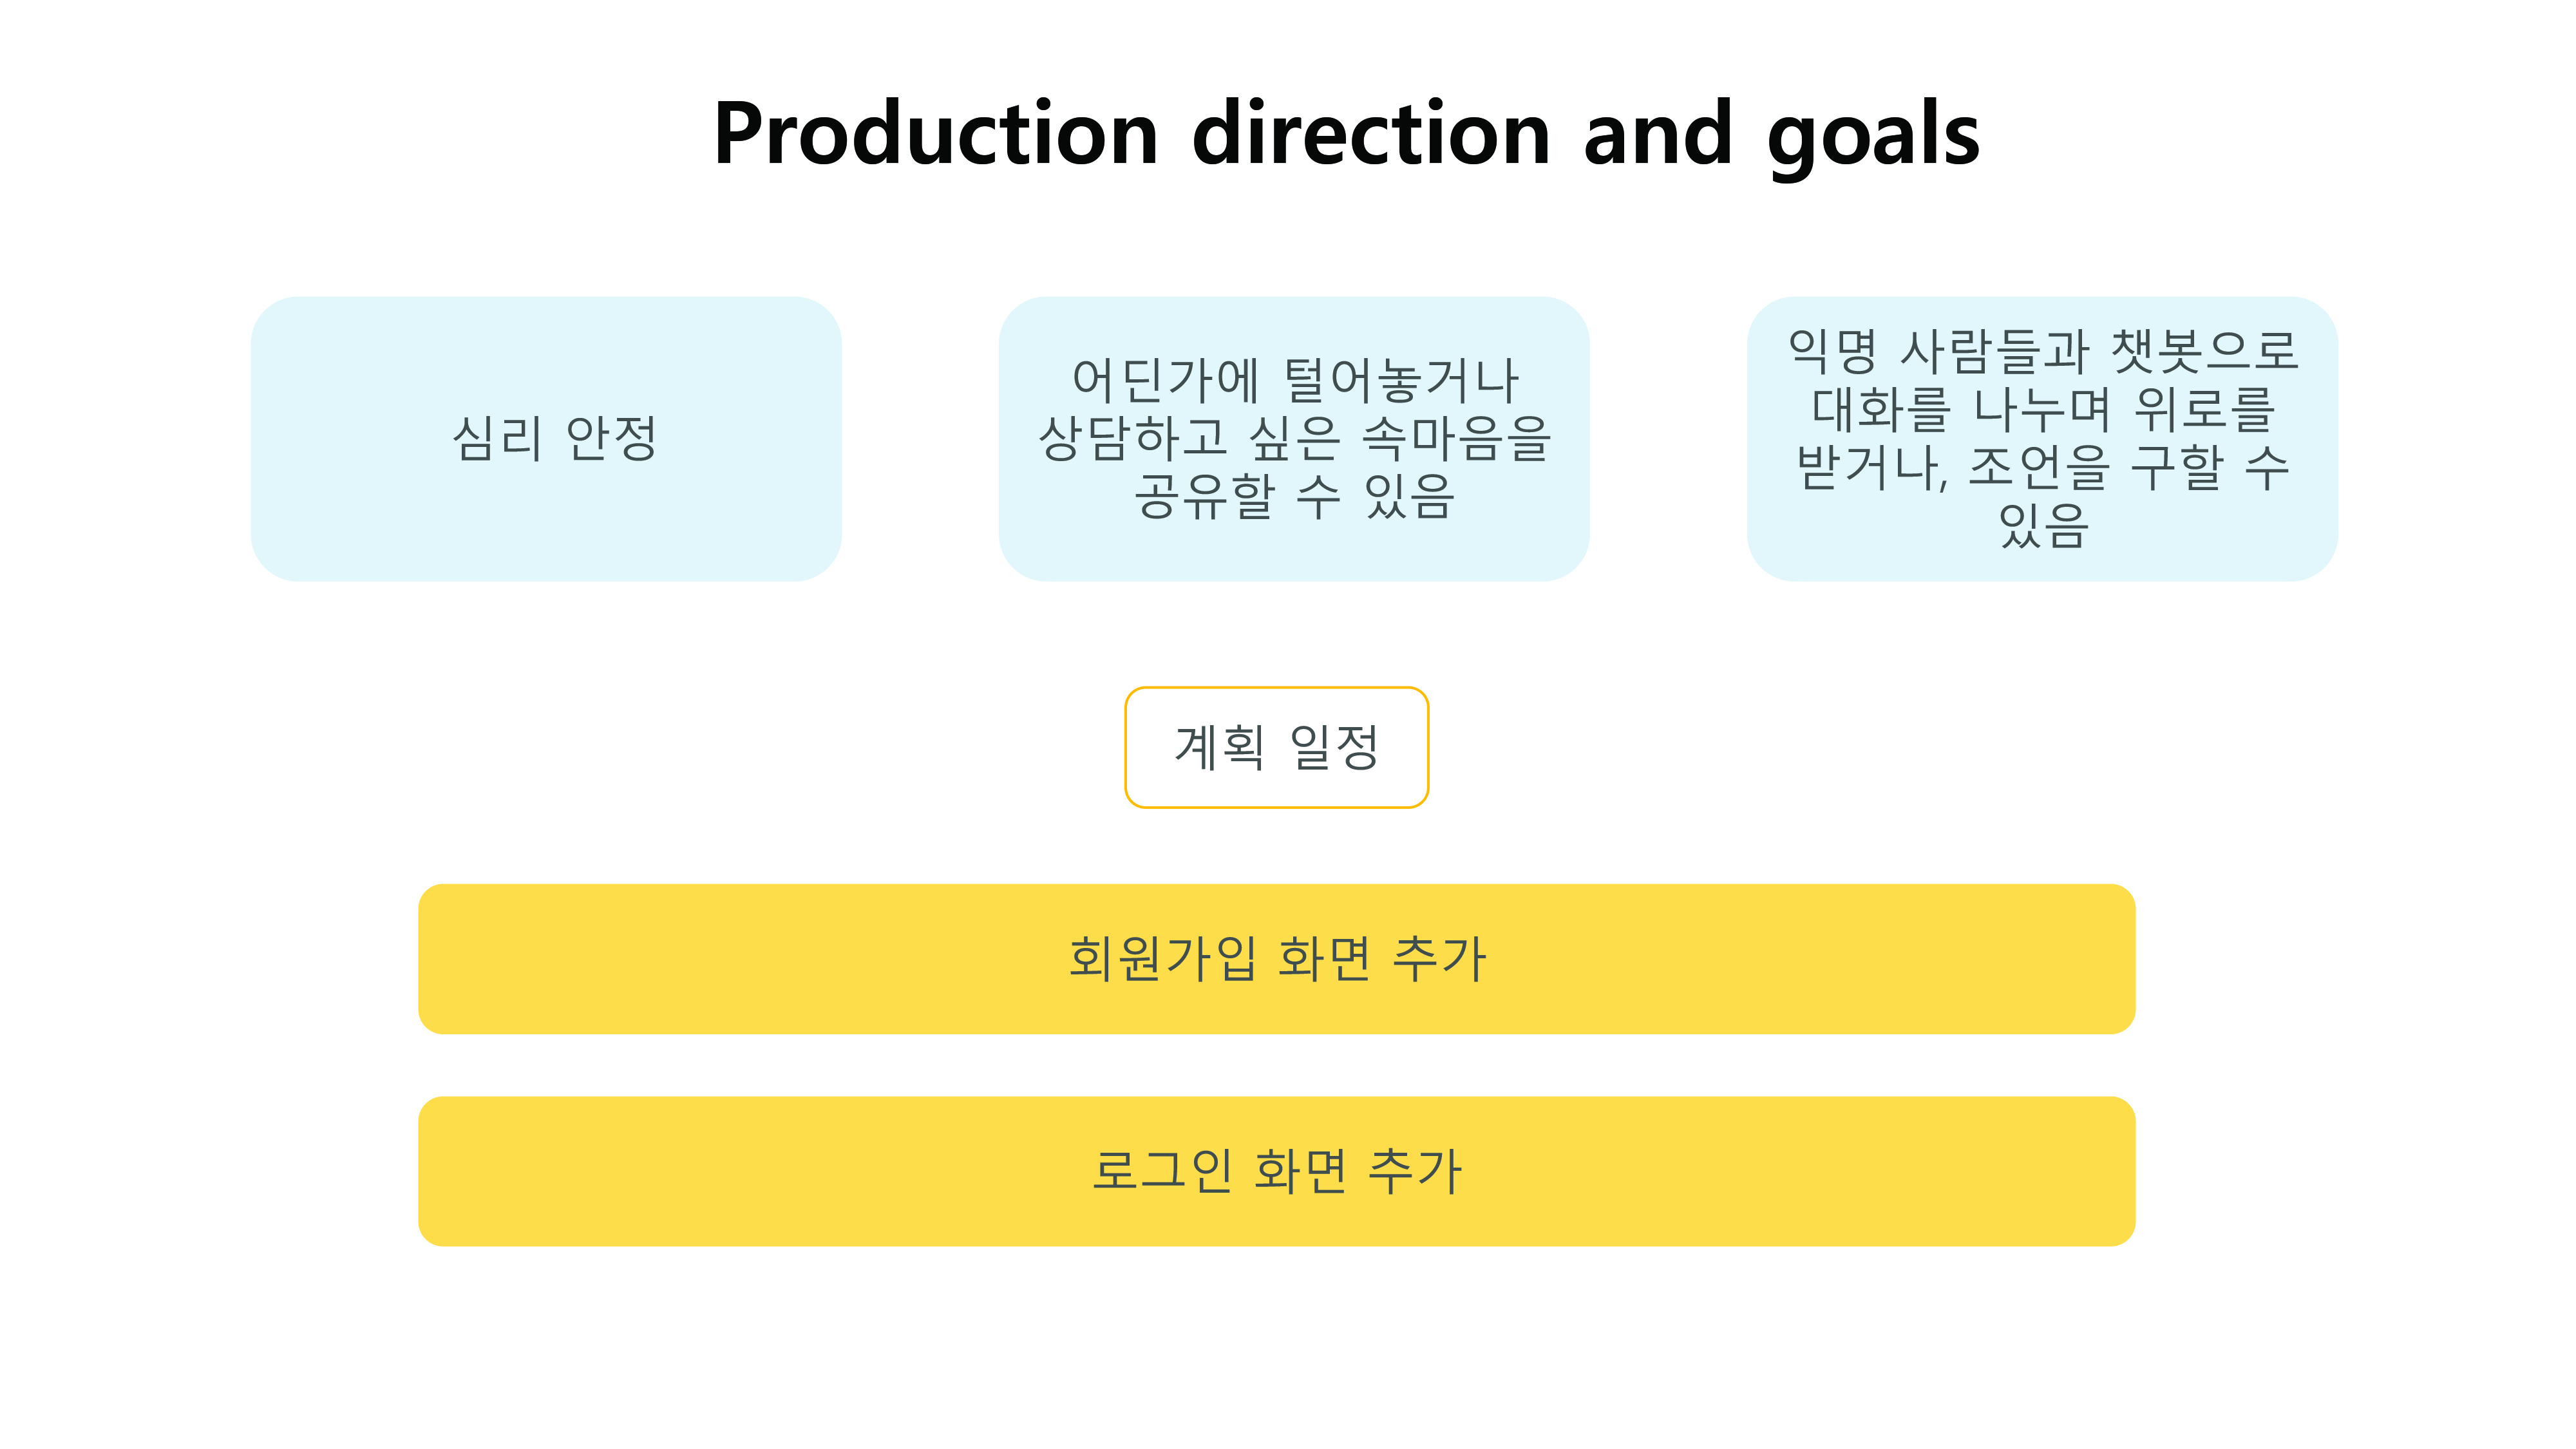 Production direction and goals
심리 안정
어딘가에 털어놓거나
상담하고 싶은 속마음을
공유할 수 있음
익명 사람들과 챗봇으로
대화를 나누며 위로를
받거나, 조언을 구할 수
있음
계획 일정
회원가입 화면 추가
로그인 화면 추가